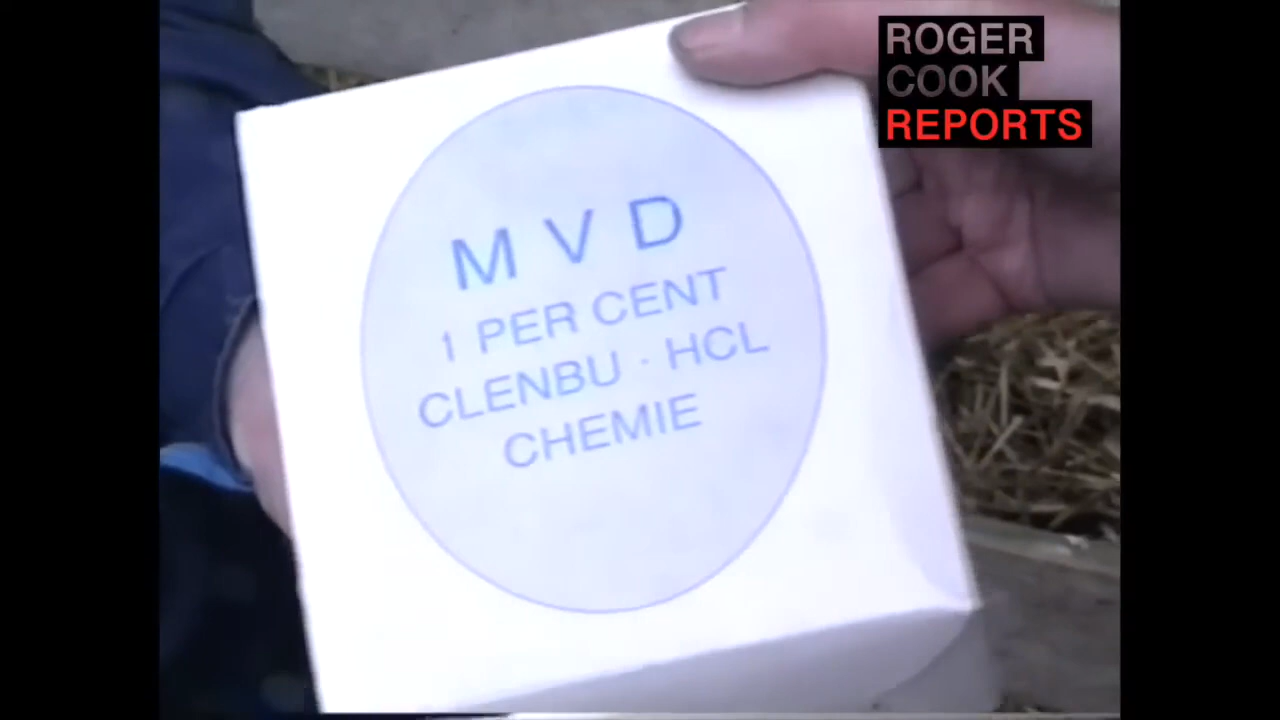 ROGER
COOK
REPORTS
M V D
1 PER CENT
CLENBU · HCL
CHEMIE